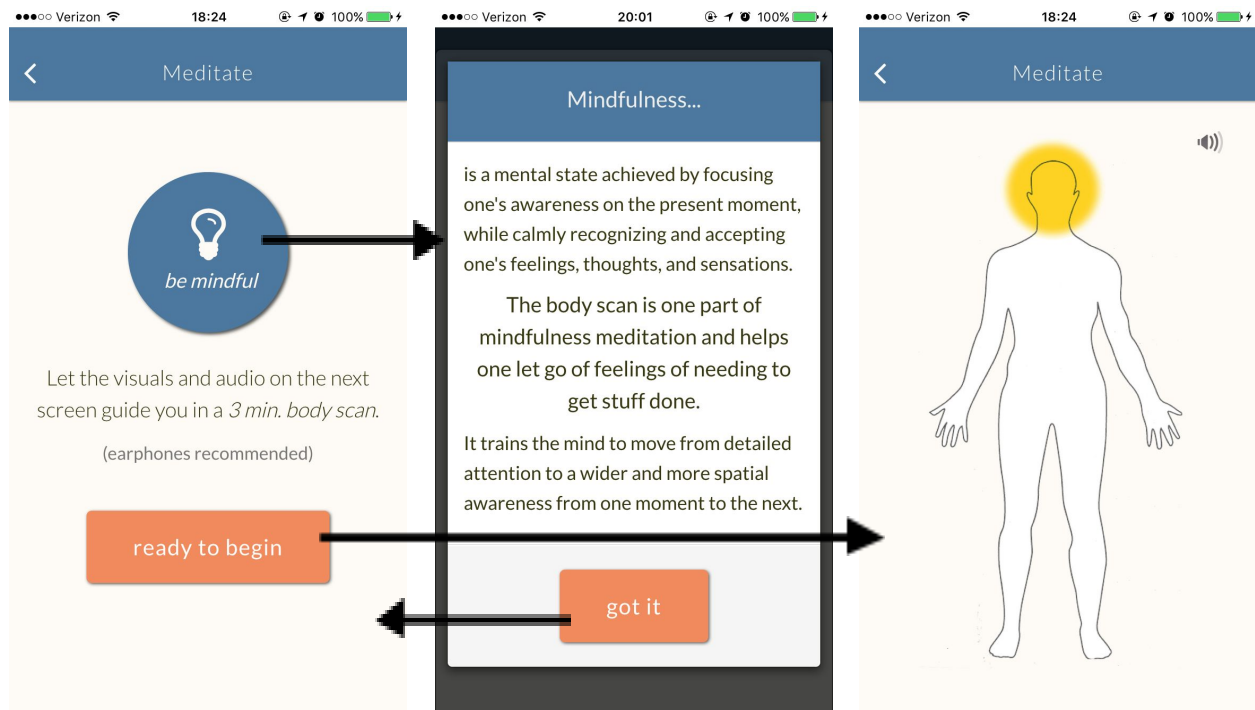 Verizon 18:24 100%
Meditate
be mindful
Let the visuals and audio on the next
screen guide you in a 3 min. body scan.
(earphones recommended)
ready to begin
Verizon 20:01 100%
Mindfulness...
is a mental state achieved by focusing
one's awareness on the present moment,
while calmly recognizing and accepting
one's feelings, thoughts, and sensations.
The body scan is one part of
mindfulness meditation and helps
one let go of feelings of needing to
get stuff done.
It trains the mind to move from detailed
attention to a wider and more spatial
awareness from one moment to the next.
got it
Verizon 18:24 100%
Meditate